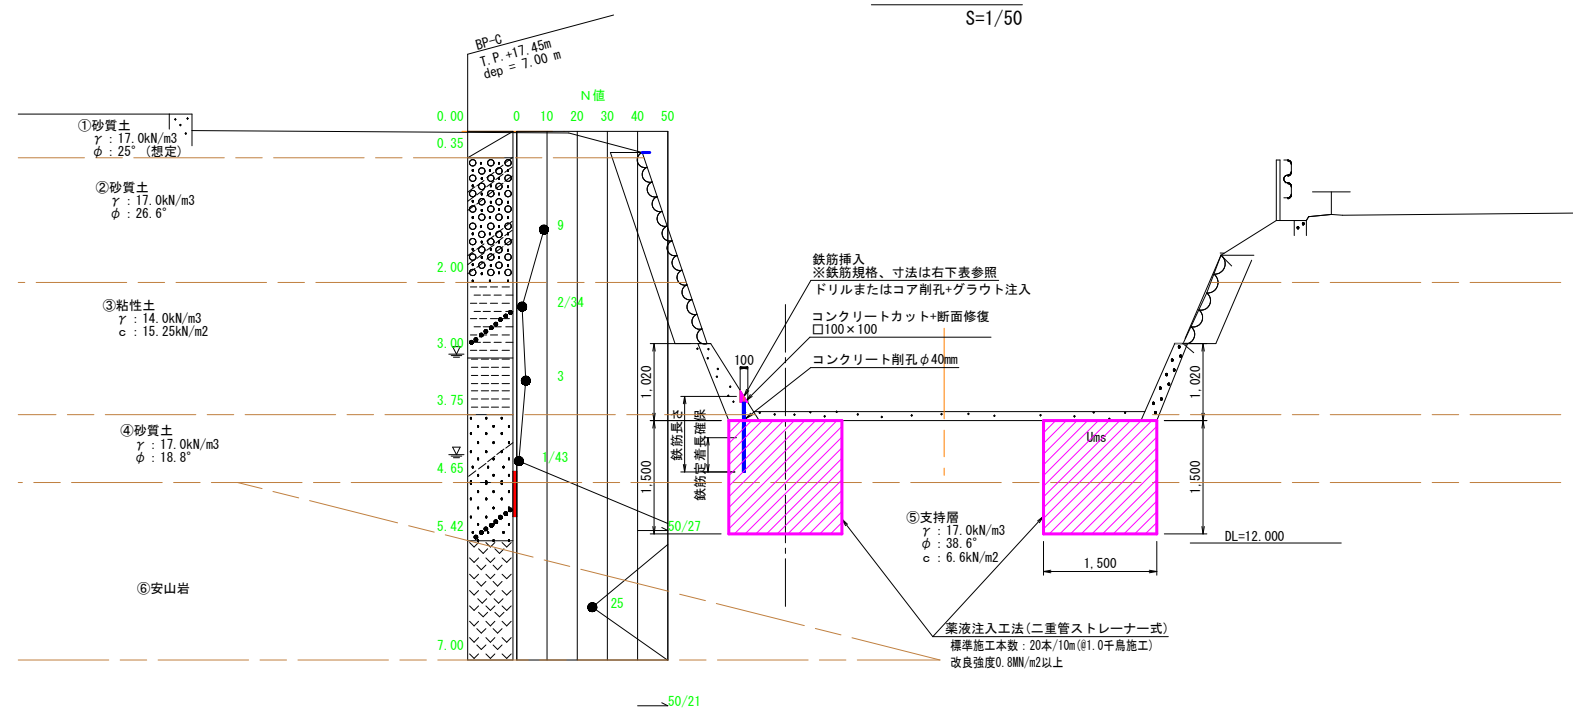 S=1/50
BP-C
T.P.+17.45m
dep = 7.00 m
N値
0.00
0 10 20 30 40 50
0.35
2.00
3.00
3.75
4.65
5.42
7.00
9
2/34
3
1/43
50/27
25
50/21
①砂質土
γ : 17.0kN/m3
φ : 25° (想定)
②砂質土
γ : 17.0kN/m3
φ : 26.6°
③粘性土
γ : 14.0kN/m3
c : 15.25kN/m2
④砂質土
γ : 17.0kN/m3
φ : 18.8°
⑥安山岩
鉄筋挿入
※鉄筋規格、寸法は右下表参照
ドリルまたはコア削孔+グラウト注入
コンクリートカット+断面修復
□100×100
コンクリート削孔φ40mm
100
1,020
1,500
鉄筋長さ
鉄筋定着長確保
Ums
1,020
1,500
1,500
⑤支持層
γ : 17.0kN/m3
φ : 38.6°
c : 6.6kN/m2
DL=12.000
薬液注入工法(二重管ストレーナー式)
標準施工本数：20本/10m(@1.0千鳥施工)
改良強度0.8MN/m2以上